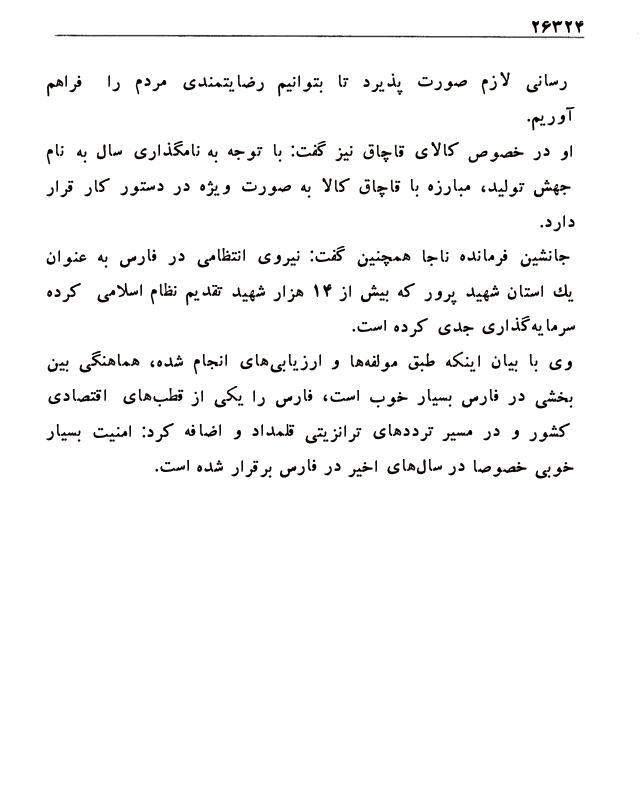 ۲۶۳۲۴
رسانی لازم صورت پذیرد تا بتوانیم رضایتمندی مردم را فراهم
آوریم.
او در خصوص کالای قاچاق نیز گفت: با توجه به نامگذاری سال به نام
جهش تولید، مبارزه با قاچاق کالا به صورت ویژه در دستور کار قرار
دارد.
جانشین فرمانده ناجا همچنین گفت: نیروی انتظامی در فارس به عنوان
یك استان شهید پرور که بیش از ۱۴ هزار شهید تقدیم نظام اسلامی کرده
سرمایه‌گذاری جدی کرده است.
وی با بیان اینکه طبق مولفه‌ها و ارزیابی‌های انجام شده، هماهنگی بین
بخشی در فارس بسیار خوب است، فارس را یکی از قطب‌های اقتصادی
کشور و در مسیر ترددهای ترانزیتی قلمداد و اضافه کرد: امنیت بسیار
خوبی خصوصا در سال‌های اخیر در فارس برقرار شده است.